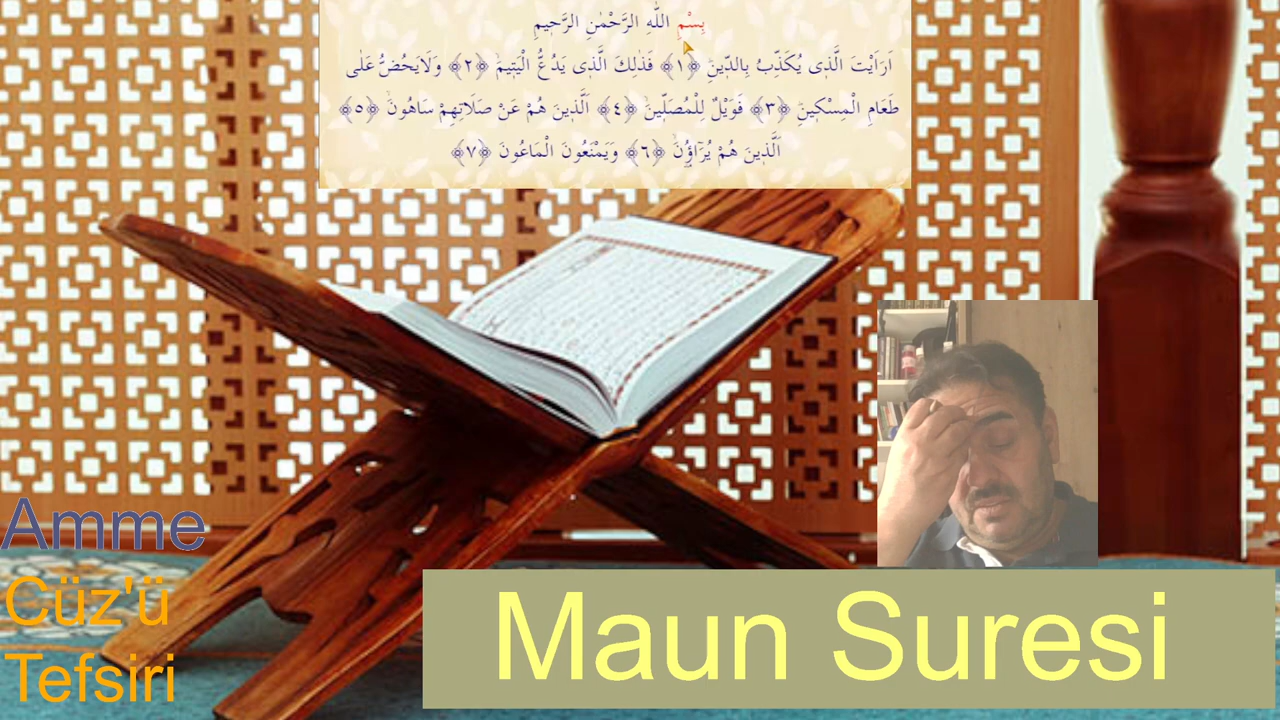 بِسْمِ اللّٰهِ الرَّحْمٰنِ الرَّحٖيمِ
اَرَاَيْتَ الَّذٖى يُكَذِّبُ بِالدّٖينِ ﴿١﴾ فَذٰلِكَ الَّذٖى يَدُعُّ الْيَتٖيمَ ﴿٢﴾ وَلَا يَحُضُّ عَلٰى
طَعَامِ الْمِسْكٖينِ ﴿٣﴾ فَوَيْلٌ لِلْمُصَلّٖينَ ﴿٤﴾ اَلَّذٖينَ هُمْ عَنْ صَلَاتِهِمْ سَاهُونَ ﴿٥﴾
اَلَّذٖينَ هُمْ يُرَاؤُنَ ﴿٦﴾ وَيَمْنَعُونَ الْمَاعُونَ ﴿٧﴾
Amme
Cüz'ü
Tefsiri
Maun Suresi